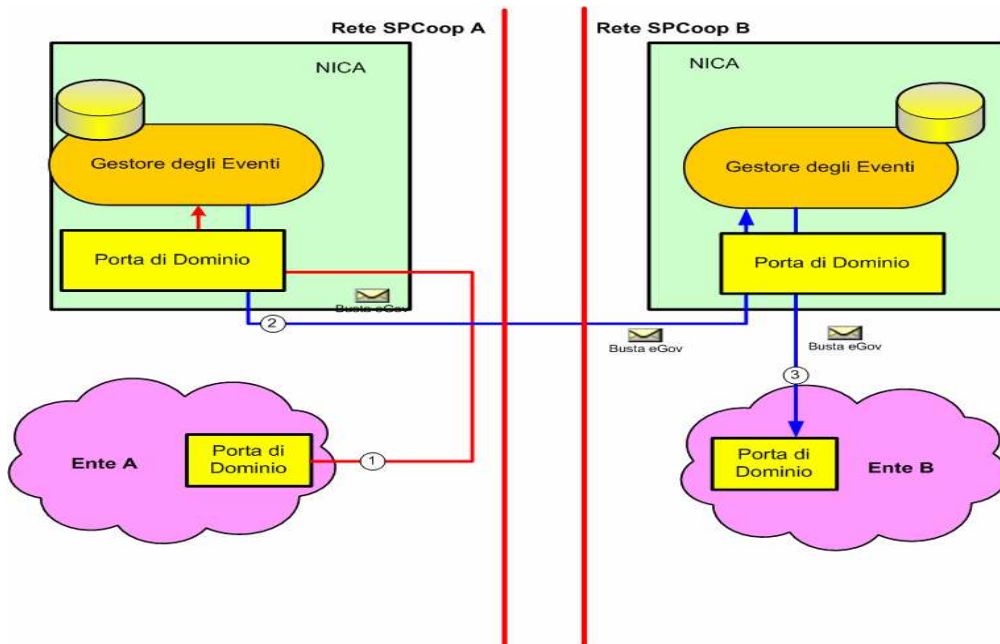 Rete SPCoop A
Rete SPCoop B
NICA
NICA
Gestore degli Eventi
Gestore degli Eventi
Porta di Dominio
Porta di Dominio
Busta eGov
2
Busta eGov
Busta eGov
3
Ente A
Porta di
Dominio
1
Porta di
Dominio
Ente B